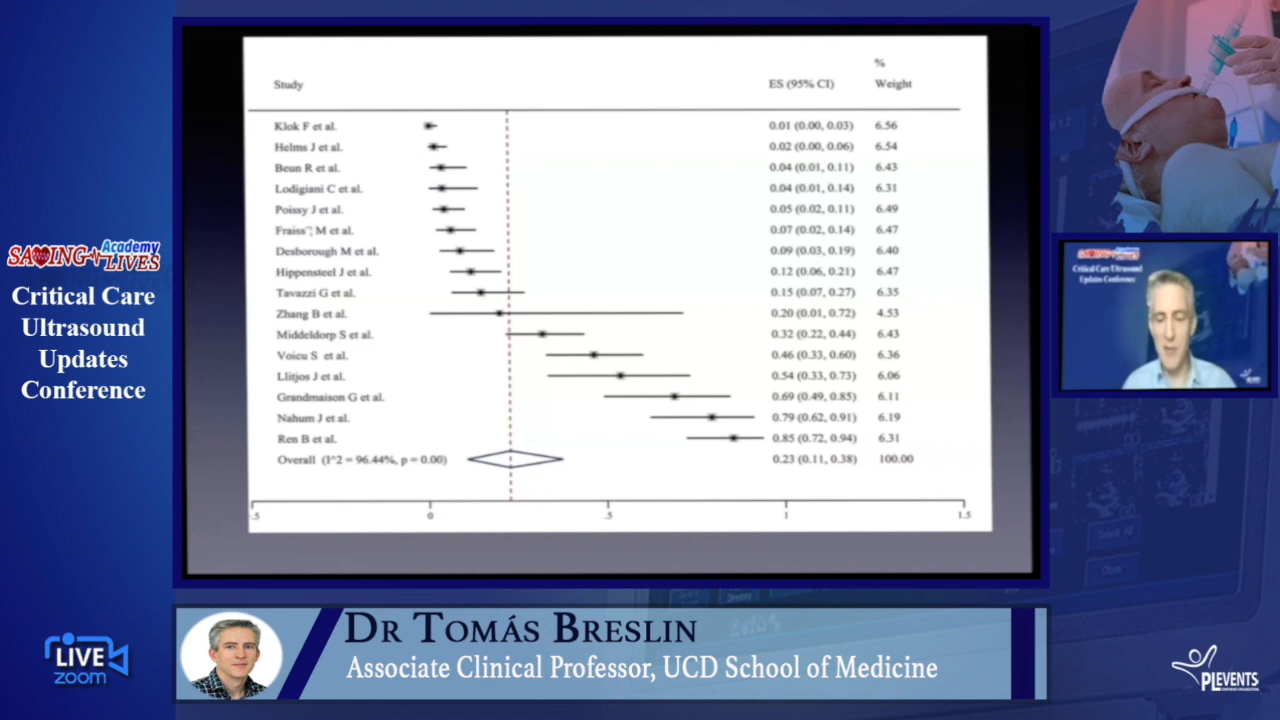 %
Study ES (95% CI) Weight
Klok F et al. 0.01 (0.00, 0.03) 6.56
Helms J et al. 0.02 (0.00, 0.06) 6.54
Beun R et al. 0.04 (0.01, 0.11) 6.43
Lodigiani C et al. 0.04 (0.01, 0.14) 6.31
Poissy J et al. 0.05 (0.02, 0.11) 6.49
Fraiss¨¦ M et al. 0.07 (0.02, 0.14) 6.47
Desborough M et al. 0.09 (0.03, 0.19) 6.40
Hippensteel J et al. 0.12 (0.06, 0.21) 6.47
Tavazzi G et al. 0.15 (0.07, 0.27) 6.35
Zhang B et al. 0.20 (0.01, 0.72) 4.53
Middeldorp S et al. 0.32 (0.22, 0.44) 6.43
Voicu S et al. 0.46 (0.33, 0.60) 6.36
Llitjos J et al. 0.54 (0.33, 0.73) 6.06
Grandmaison G et al. 0.69 (0.49, 0.85) 6.11
Nahum J et al. 0.79 (0.62, 0.91) 6.19
Ren B et al. 0.85 (0.72, 0.94) 6.31
Overall (I^2 = 96.44%, p = 0.00) 0.23 (0.11, 0.38) 100.00
.5 0 .5 1 1.5
SAVING LIVES Academy
Critical Care
Ultrasound
Updates
Conference
Critical Care Ultrasound
Updates Conference
LIVE
zoom
DR TOMÁS BRESLIN
Associate Clinical Professor, UCD School of Medicine
PLEVENTS